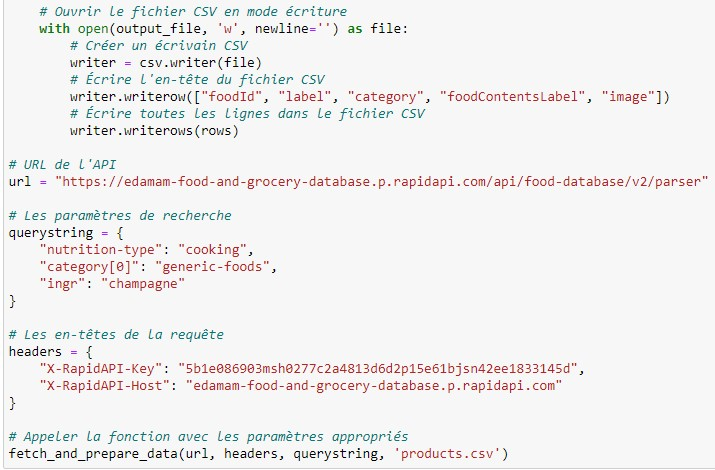 # Ouvrir le fichier CSV en mode écriture
with open(output_file, 'w', newline='') as file:
# Créer un écrivain CSV
writer = csv.writer(file)
# Écrire l'en-tête du fichier CSV
writer.writerow(["foodId", "label", "category", "foodContentsLabel", "image"])
# Écrire toutes les lignes dans le fichier CSV
writer.writerows(rows)
# URL de l'API
url = "https://edamam-food-and-grocery-database.p.rapidapi.com/api/food-database/v2/parser"
# Les paramètres de recherche
querystring = {
"nutrition-type": "cooking",
"category[0]": "generic-foods",
"ingr": "champagne"
}
# Les en-têtes de la requête
headers = {
"X-RapidAPI-Key": "5b1e086903msh0277c2a4813d6d2p15e61bjsn42ee1833145d",
"X-RapidAPI-Host": "edamam-food-and-grocery-database.p.rapidapi.com"
}
# Appeler la fonction avec les paramètres appropriés
fetch_and_prepare_data(url, headers, querystring, 'products.csv')